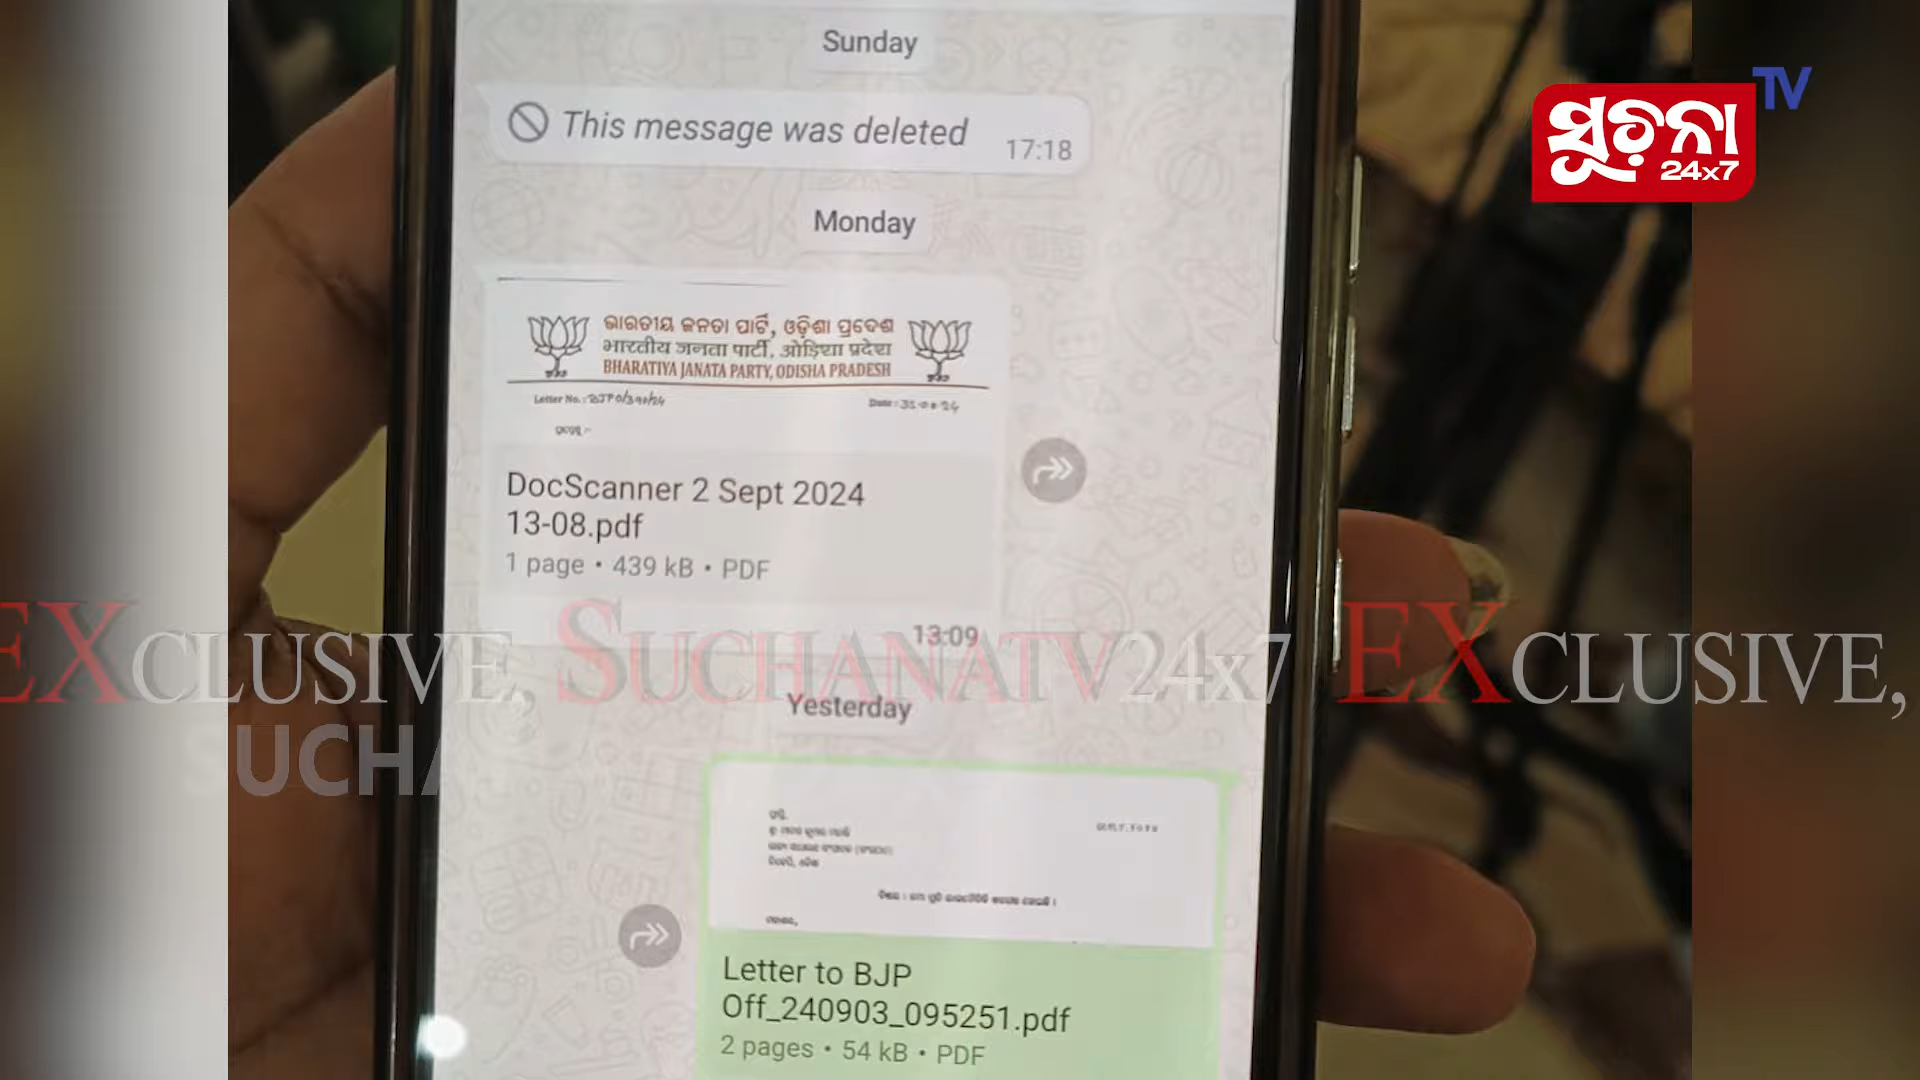 Sunday
This message was deleted 17:18
TV
ସୁଚନା
24x7
Monday
ଭାରତୀୟ ଜନତା ପାର୍ଟି, ଓଡ଼ିଶା ପ୍ରଦେଶ
भारतीय जनता पार्टी, ओड़िशा प्रदेश
BHARATIYA JANATA PARTY, ODISHA PRADESH
Letter No. :
Date :
DocScanner 2 Sept 2024
13-08.pdf
1 page • 439 kB • PDF
13:09
EXCLUSIVE, SUCHANATV24x7 EXCLUSIVE,
Yesterday
SUCHA
Letter to BJP
Off_240903_095251.pdf
2 pages • 54 kB • PDF